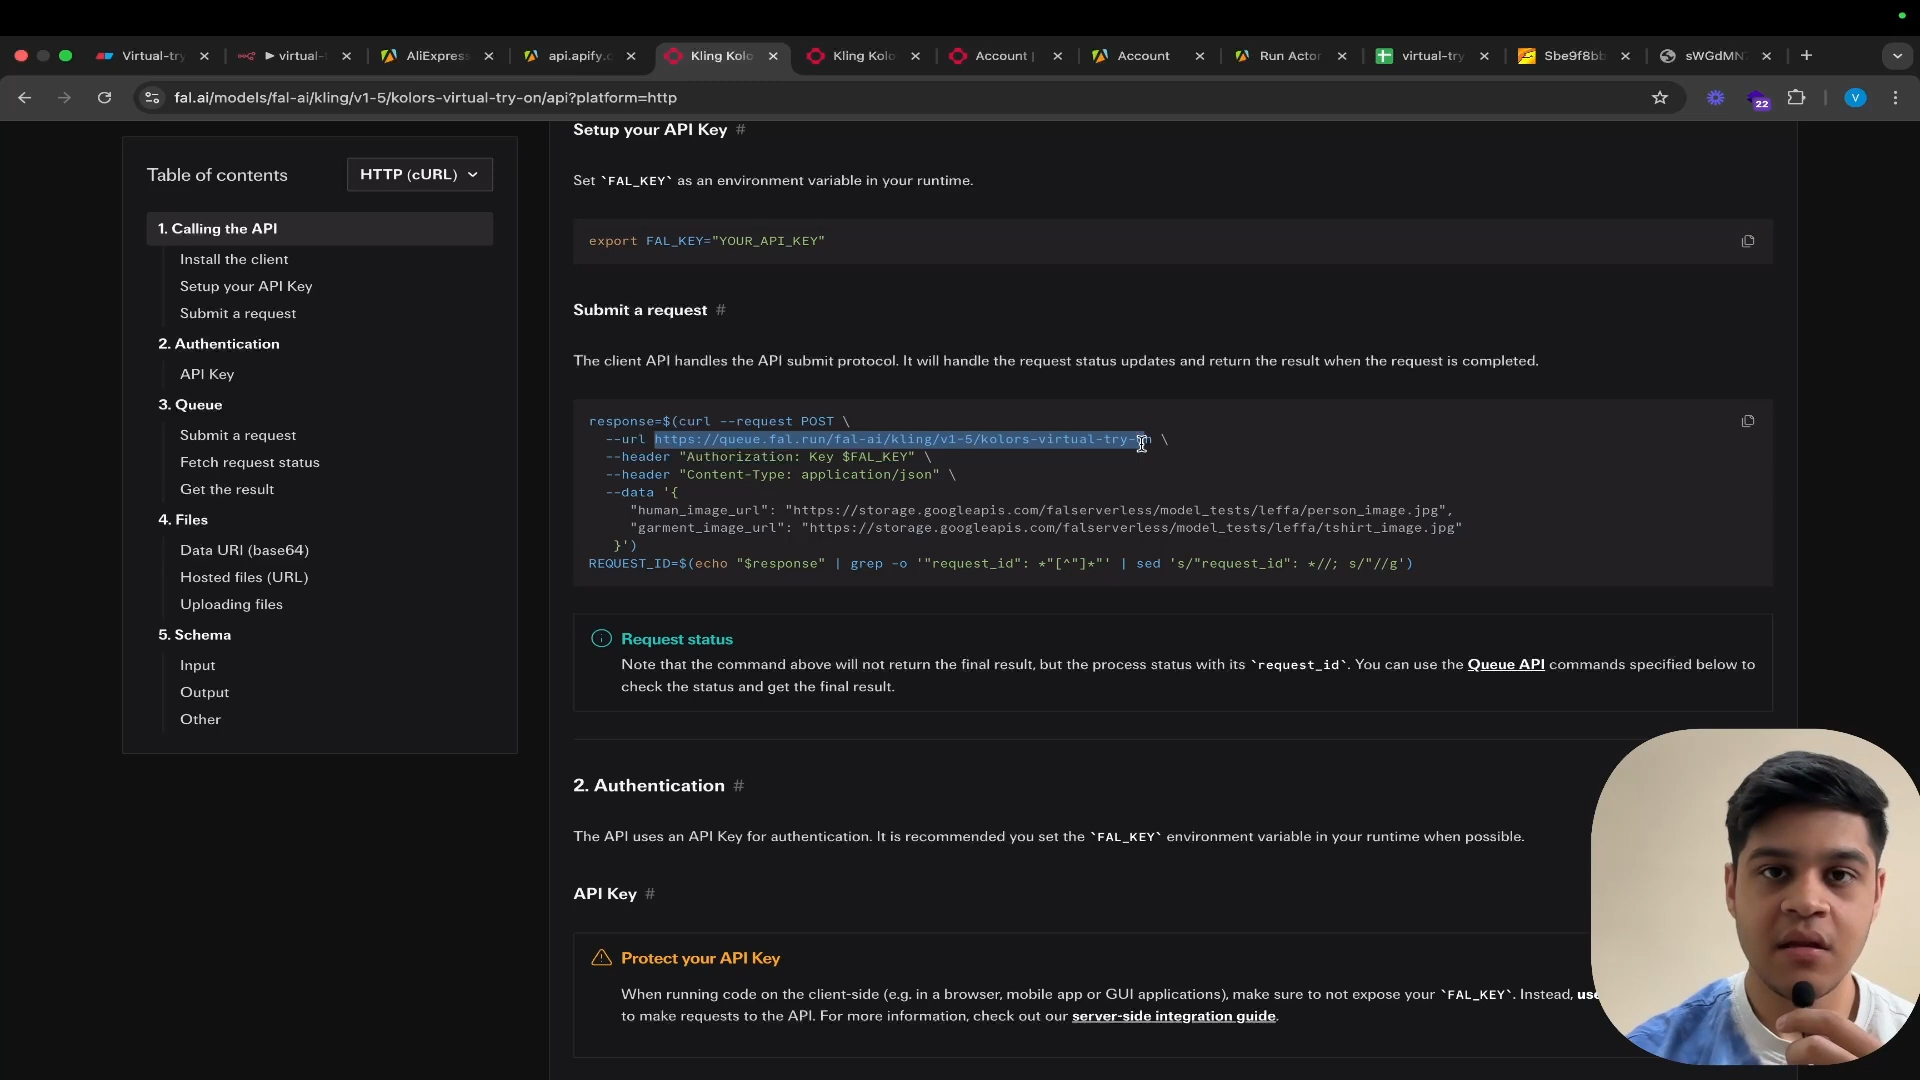 Virtual-try
► virtual-
AliExpress
api.apify.c
Kling Kolo
Kling Kolo
Account |
Account
Run Actor
virtual-try
Sbe9f8bb
sWGdMN
fal.ai/models/fal-ai/kling/v1-5/kolors-virtual-try-on/api?platform=http
22
V
Table of contents
HTTP (cURL)
1. Calling the API
Install the client
Setup your API Key
Submit a request
2. Authentication
API Key
3. Queue
Submit a request
Fetch request status
Get the result
4. Files
Data URI (base64)
Hosted files (URL)
Uploading files
5. Schema
Input
Output
Other
Setup your API Key #
Set `FAL_KEY` as an environment variable in your runtime.
export FAL_KEY="YOUR_API_KEY"
Submit a request #
The client API handles the API submit protocol. It will handle the request status updates and return the result when the request is completed.
response=$(curl --request POST \
--url https://queue.fal.run/fal-ai/kling/v1-5/kolors-virtual-try-on \
--header "Authorization: Key $FAL_KEY" \
--header "Content-Type: application/json" \
--data '{
"human_image_url": "https://storage.googleapis.com/falserverless/model_tests/leffa/person_image.jpg",
"garment_image_url": "https://storage.googleapis.com/falserverless/model_tests/leffa/tshirt_image.jpg"
}')
REQUEST_ID=$(echo "$response" | grep -o '"request_id": *"[^"]*"' | sed 's/"request_id": *//; s/"//g')
Request status
Note that the command above will not return the final result, but the process status with its `request_id`. You can use the Queue API commands specified below to
check the status and get the final result.
2. Authentication #
The API uses an API Key for authentication. It is recommended you set the `FAL_KEY` environment variable in your runtime when possible.
API Key #
Protect your API Key
When running code on the client-side (e.g. in a browser, mobile app or GUI applications), make sure to not expose your `FAL_KEY`. Instead, use
to make requests to the API. For more information, check out our server-side integration guide.